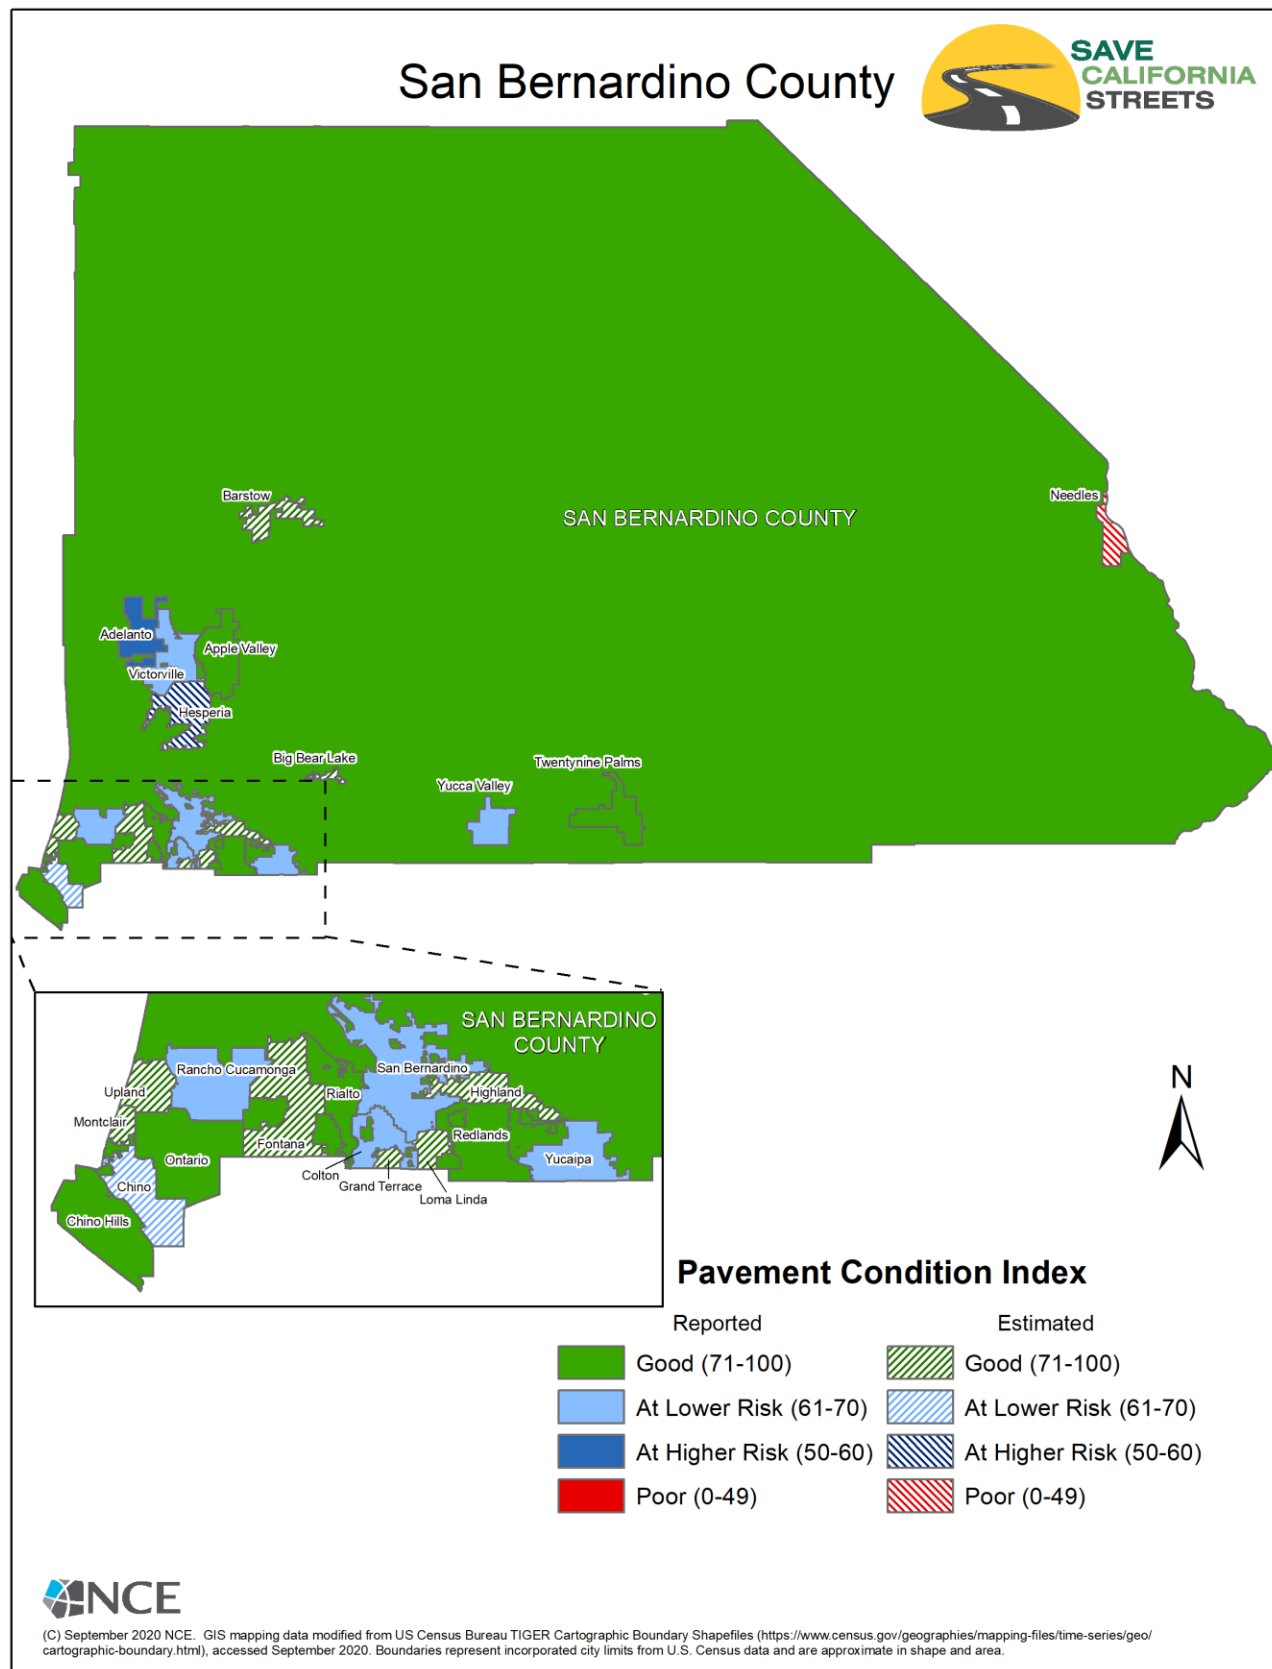 San Bernardino County
SAVE
CALIFORNIA
STREETS
Barstow
SAN BERNARDINO COUNTY
Needles
Adelanto
Apple Valley
Victorville
Hesperia
Big Bear Lake
Twentynine Palms
Yucca Valley
SAN BERNARDINO
COUNTY
Rancho Cucamonga
San Bernardino
Upland
Rialto
Highland
Montclair
Redlands
Fontana
Ontario
Yucaipa
Colton
Chino
Grand Terrace
Loma Linda
Chino Hills
Pavement Condition Index
Reported
Estimated
Good (71-100)
Good (71-100)
At Lower Risk (61-70)
At Lower Risk (61-70)
At Higher Risk (50-60)
At Higher Risk (50-60)
Poor (0-49)
Poor (0-49)
N
NCE
(C) September 2020 NCE. GIS mapping data modified from US Census Bureau TIGER Cartographic Boundary Shapefiles (https://www.census.gov/geographies/mapping-files/time-series/geo/
cartographic-boundary.html), accessed September 2020. Boundaries represent incorporated city limits from U.S. Census data and are approximate in shape and area.